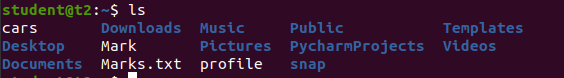 student@t2:~$ ls
cars Downloads Music Public Templates
Desktop Mark Pictures PycharmProjects Videos
Documents Marks.txt profile snap